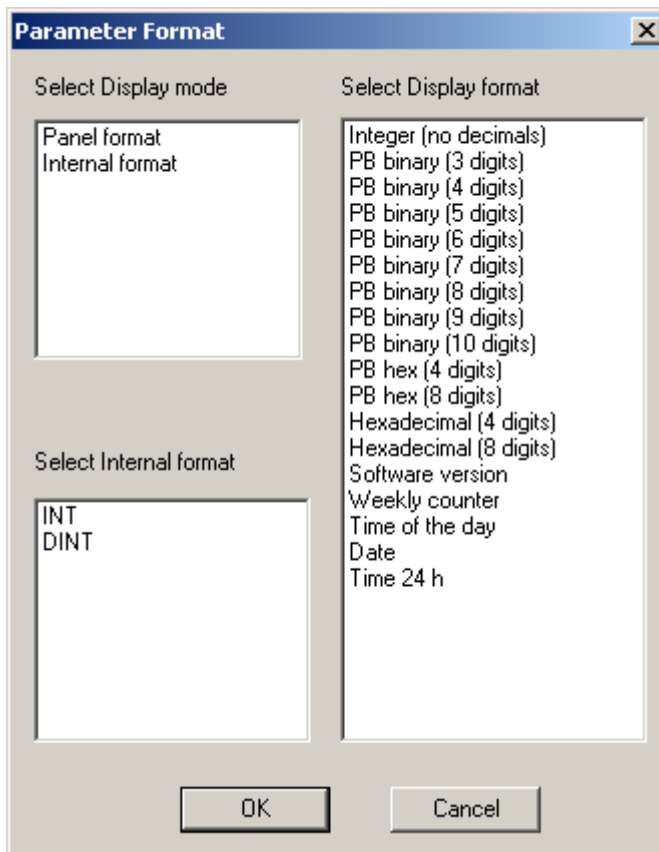 Parameter Format
Select Display mode
Panel format
Internal format
Select Internal format
INT
DINT
Select Display format
Integer (no decimals)
PB binary (3 digits)
PB binary (4 digits)
PB binary (5 digits)
PB binary (6 digits)
PB binary (7 digits)
PB binary (8 digits)
PB binary (9 digits)
PB binary (10 digits)
PB hex (4 digits)
PB hex (8 digits)
Hexadecimal (4 digits)
Hexadecimal (8 digits)
Software version
Weekly counter
Time of the day
Date
Time 24 h
OK
Cancel